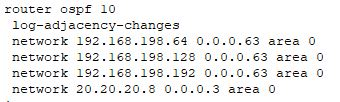 router ospf 10
log-adjacency-changes
network 192.168.198.64 0.0.0.63 area 0
network 192.168.198.128 0.0.0.63 area 0
network 192.168.198.192 0.0.0.63 area 0
network 20.20.20.8 0.0.0.3 area 0